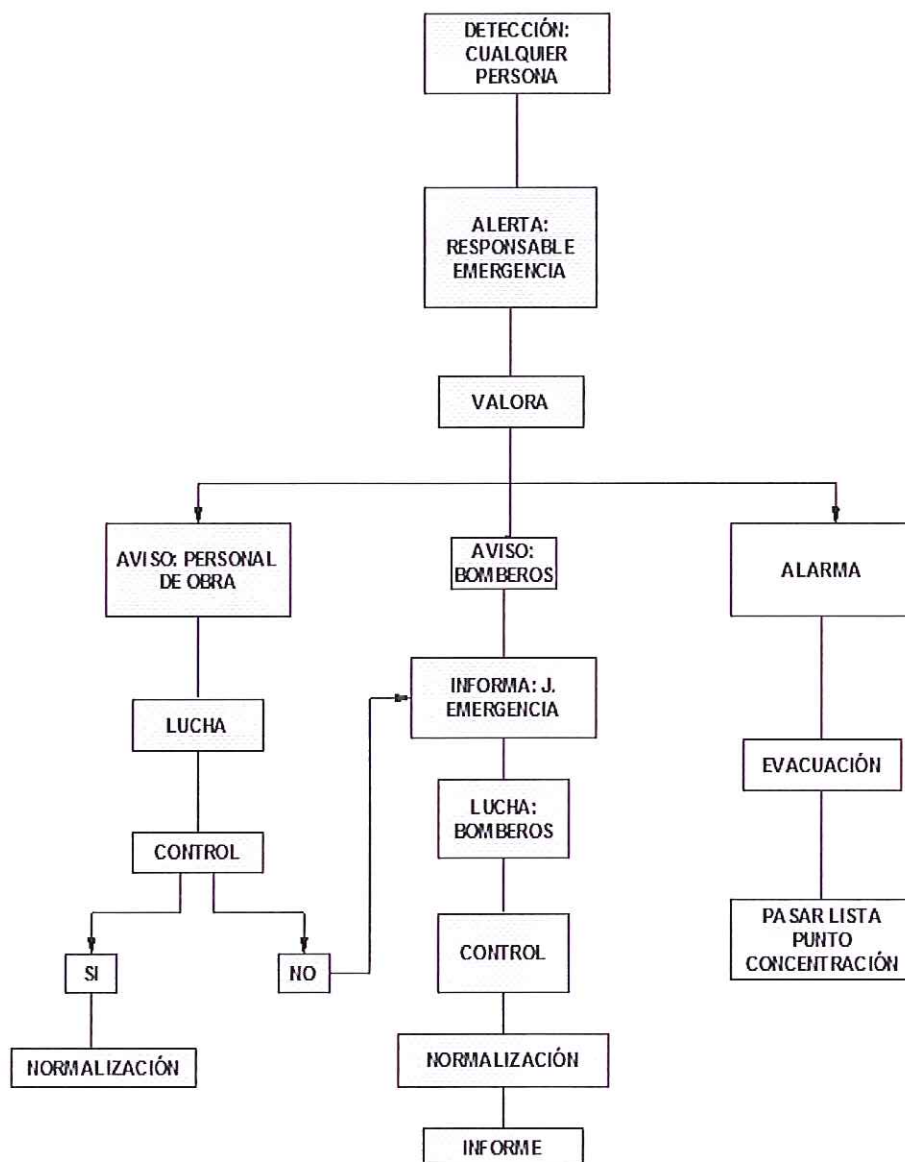 DETECCIÓN:
CUALQUIER
PERSONA
ALERTA:
RESPONSABLE
EMERGENCIA
VALORA
AVISO: PERSONAL
DE OBRA
AVISO:
BOMBEROS
ALARMA
INFORMA: J.
EMERGENCIA
LUCHA
EVACUACIÓN
LUCHA:
BOMBEROS
CONTROL
PASAR LISTA
PUNTO
CONCENTRACIÓN
CONTROL
SI
NO
NORMALIZACIÓN
NORMALIZACIÓN
INFORME